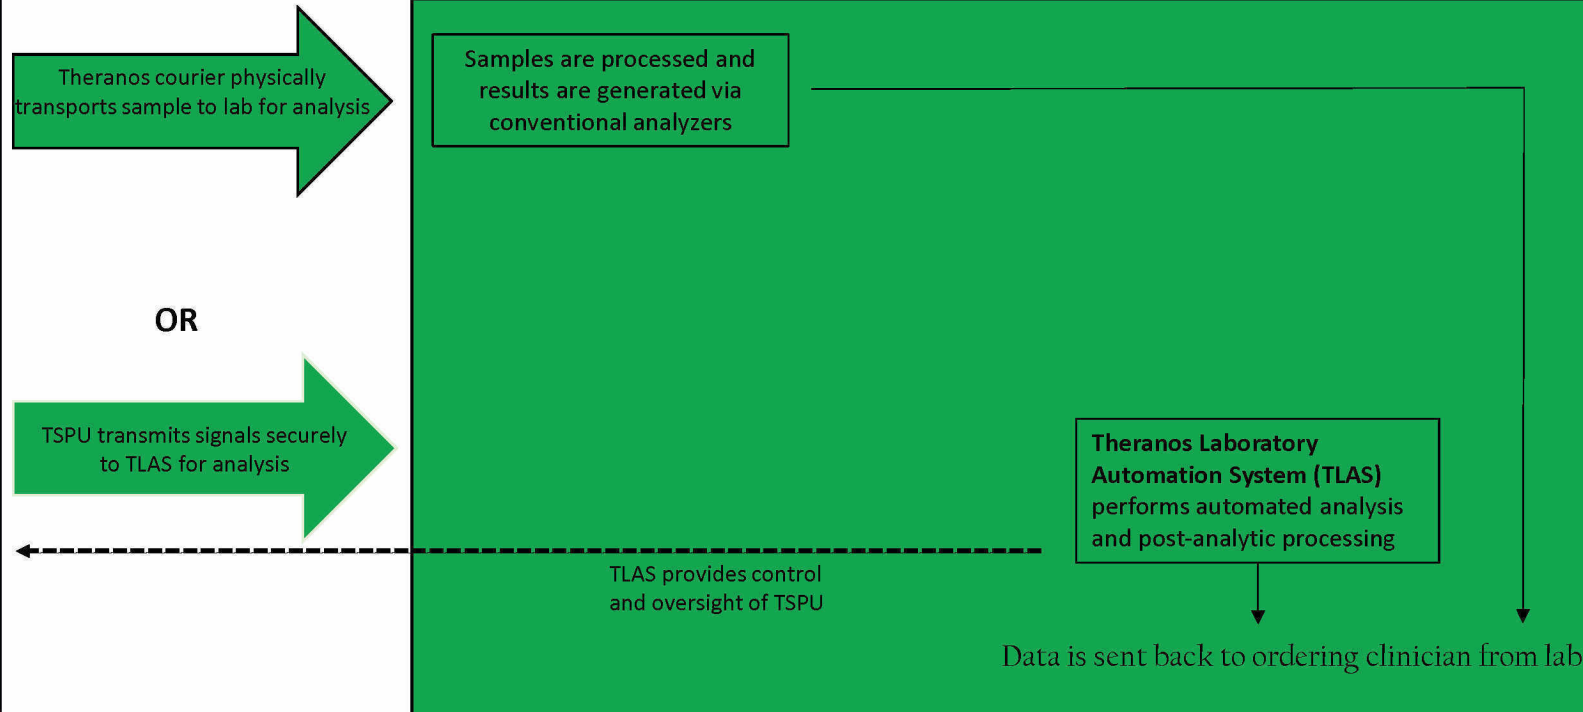 Theranos courier physically
transports sample to lab for analysis
Samples are processed and
results are generated via
conventional analyzers
OR
TSPU transmits signals securely
to TLAS for analysis
Theranos Laboratory
Automation System (TLAS)
performs automated analysis
and post-analytic processing
TLAS provides control
and oversight of TSPU
Data is sent back to ordering clinician from lab